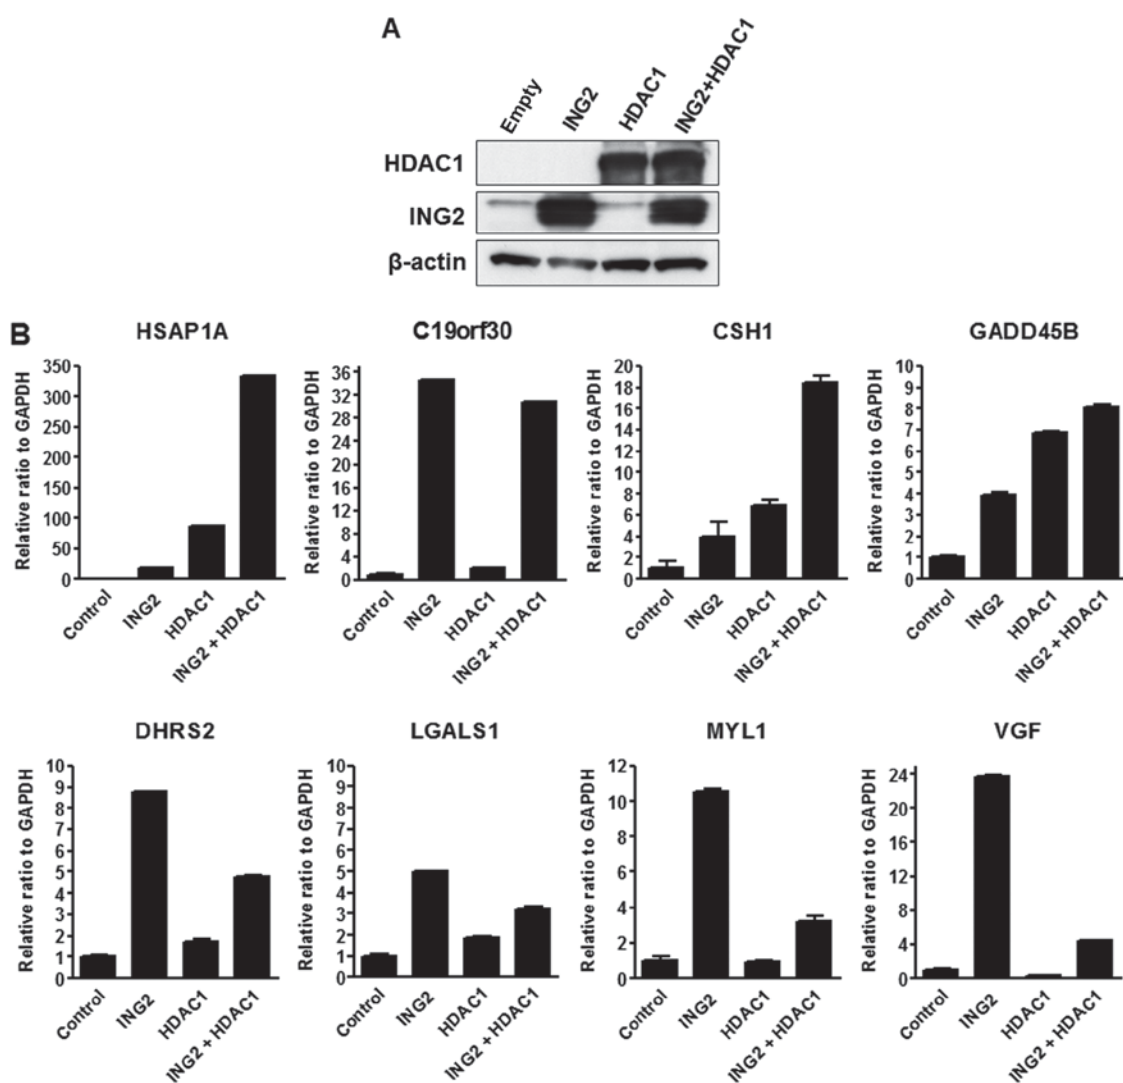 A
Empty
ING2
HDAC1
ING2+HDAC1
HDAC1
ING2
β-actin
B
HSAP1A
Relative ratio to GAPDH
350
300
250
200
150
100
50
0
Control
ING2
HDAC1
ING2 + HDAC1
C19orf30
Relative ratio to GAPDH
36
32
28
24
20
16
12
8
4
0
Control
ING2
HDAC1
ING2 + HDAC1
CSH1
Relative ratio to GAPDH
20
18
16
14
12
10
8
6
4
2
0
Control
ING2
HDAC1
ING2 + HDAC1
GADD45B
Relative ratio to GAPDH
10
9
8
7
6
5
4
3
2
1
0
Control
ING2
HDAC1
ING2 + HDAC1
DHRS2
Relative ratio to GAPDH
10
9
8
7
6
5
4
3
2
1
0
Control
ING2
HDAC1
ING2 + HDAC1
LGALS1
Relative ratio to GAPDH
10
9
8
7
6
5
4
3
2
1
0
Control
ING2
HDAC1
ING2 + HDAC1
MYL1
Relative ratio to GAPDH
12
10
8
6
4
2
0
Control
ING2
HDAC1
ING2 + HDAC1
VGF
Relative ratio to GAPDH
24
20
16
12
8
4
0
Control
ING2
HDAC1
ING2 + HDAC1